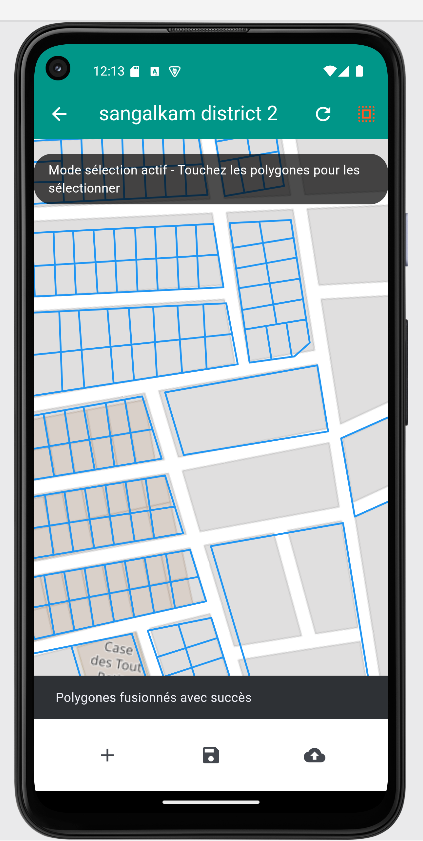 12:13
sangalkam district 2
Mode sélection actif - Touchez les polygones pour les
sélectionner
Case
des Tout
Polygones fusionnés avec succès